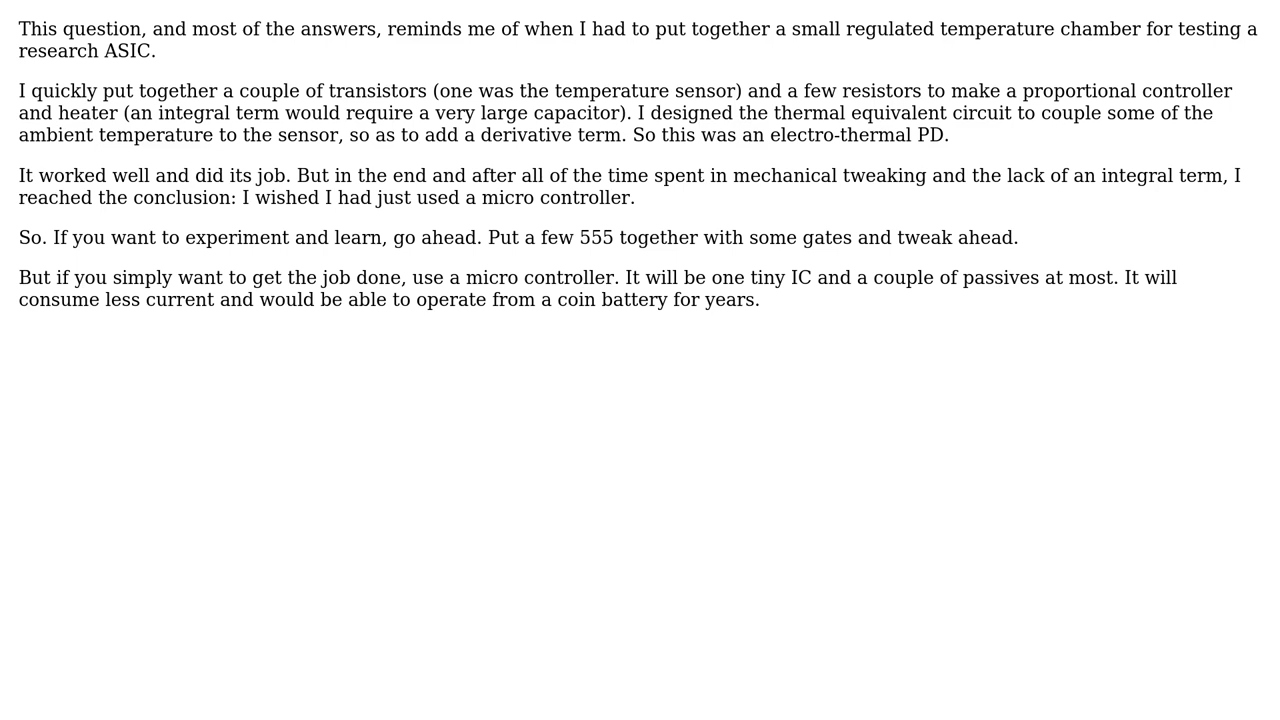 This question, and most of the answers, reminds me of when I had to put together a small regulated temperature chamber for testing a
research ASIC.
I quickly put together a couple of transistors (one was the temperature sensor) and a few resistors to make a proportional controller
and heater (an integral term would require a very large capacitor). I designed the thermal equivalent circuit to couple some of the
ambient temperature to the sensor, so as to add a derivative term. So this was an electro-thermal PD.
It worked well and did its job. But in the end and after all of the time spent in mechanical tweaking and the lack of an integral term, I
reached the conclusion: I wished I had just used a micro controller.
So. If you want to experiment and learn, go ahead. Put a few 555 together with some gates and tweak ahead.
But if you simply want to get the job done, use a micro controller. It will be one tiny IC and a couple of passives at most. It will
consume less current and would be able to operate from a coin battery for years.